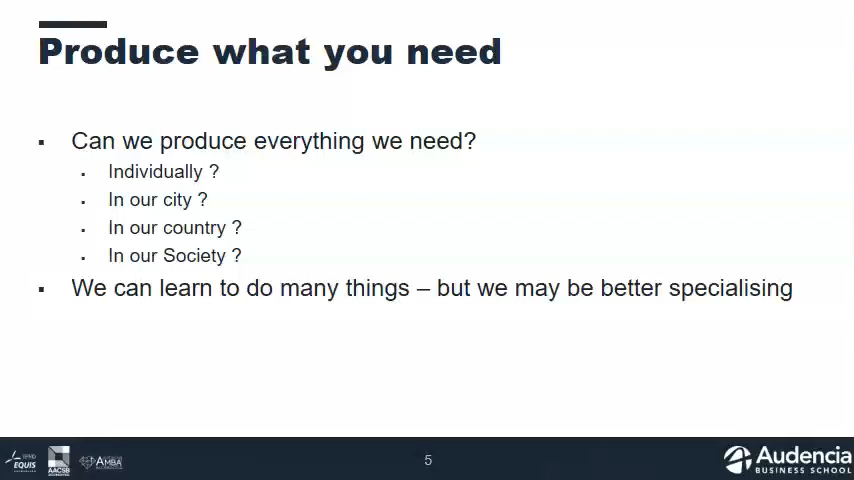 Produce what you need
▪ Can we produce everything we need?
▪ Individually ?
▪ In our city ?
▪ In our country ?
▪ In our Society ?
▪ We can learn to do many things – but we may be better specialising
EFMD
EQUIS
AACSB
AMBA
5
Audencia
BUSINESS SCHOOL